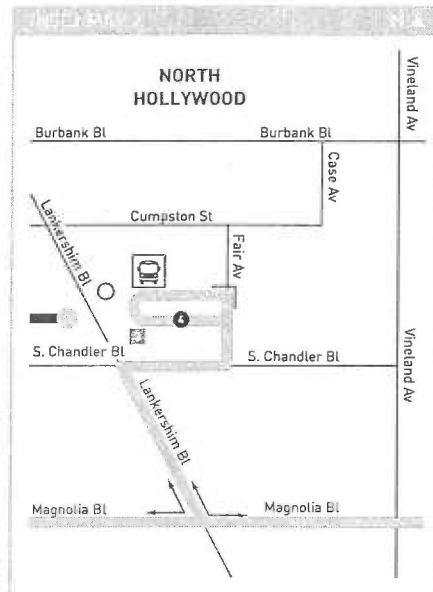 NORTH
HOLLYWOOD
Vineland Av
Burbank Bl
Burbank Bl
Case Av
Cumpston St
Lankershim Bl
Fair Av
4
S. Chandler Bl
S. Chandler Bl
Vineland Av
Lankershim Bl
Magnolia Bl
Magnolia Bl